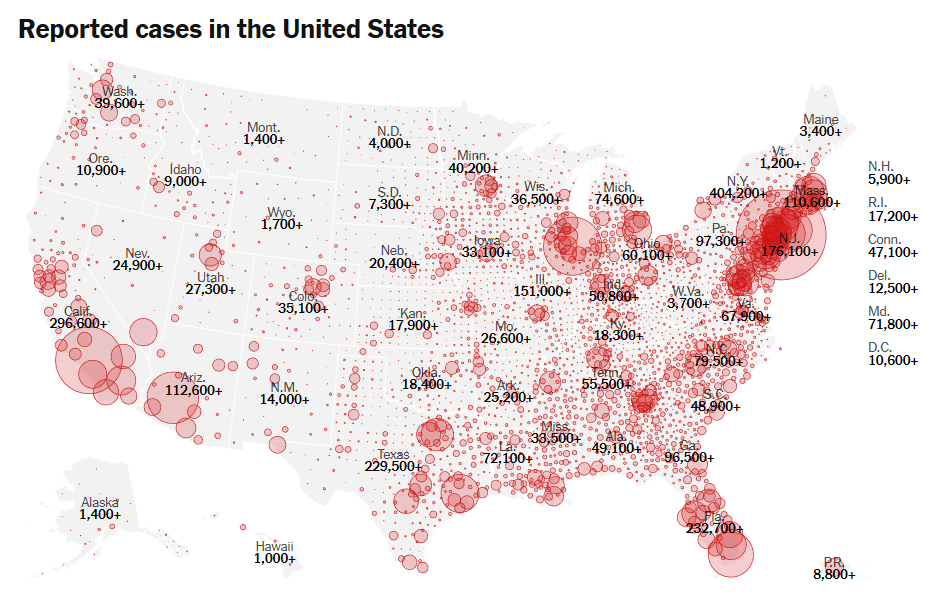 Reported cases in the United States
Wash.
39,600+
Mont.
1,400+
N.D.
4,000+
Maine
3,400+
Ore.
10,900+
Idaho
9,000+
Minn.
40,200+
Vt.
1,200+
N.H.
5,900+
S.D.
7,300+
Wis.
36,500+
Mich.
74,600+
N.Y.
404,200+
Mass.
110,600+
R.I.
17,200+
Wyo.
1,700+
Nev.
24,900+
Neb.
20,400+
Iowa
33,100+
Ohio
60,100+
Pa.
97,300+
N.J.
176,100+
Conn.
47,100+
Utah
27,300+
Colo.
35,100+
Ill.
151,000+
Ind.
50,800+
W.Va.
3,700+
Va.
67,900+
Del.
12,500+
Calif.
296,600+
Kan.
17,900+
Mo.
26,600+
Ky.
18,300+
Md.
71,800+
D.C.
10,600+
N.C.
79,500+
Ariz.
112,600+
N.M.
14,000+
Okla.
18,400+
Ark.
25,200+
Tenn.
55,500+
S.C.
48,900+
Texas
229,500+
La.
72,100+
Miss.
33,500+
Ala.
49,100+
Ga.
96,500+
Alaska
1,400+
Hawaii
1,000+
Fla.
232,700+
P.R.
8,800+